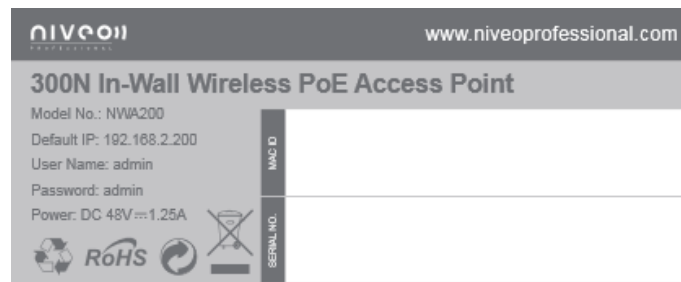 niveo
PROFESSIONAL
www.niveoprofessional.com
300N In-Wall Wireless PoE Access Point
Model No.: NWA200
Default IP: 192.168.2.200
User Name: admin
Password: admin
Power: DC 48V⎓1.25A
MAC ID
SERIAL NO.
RoHS